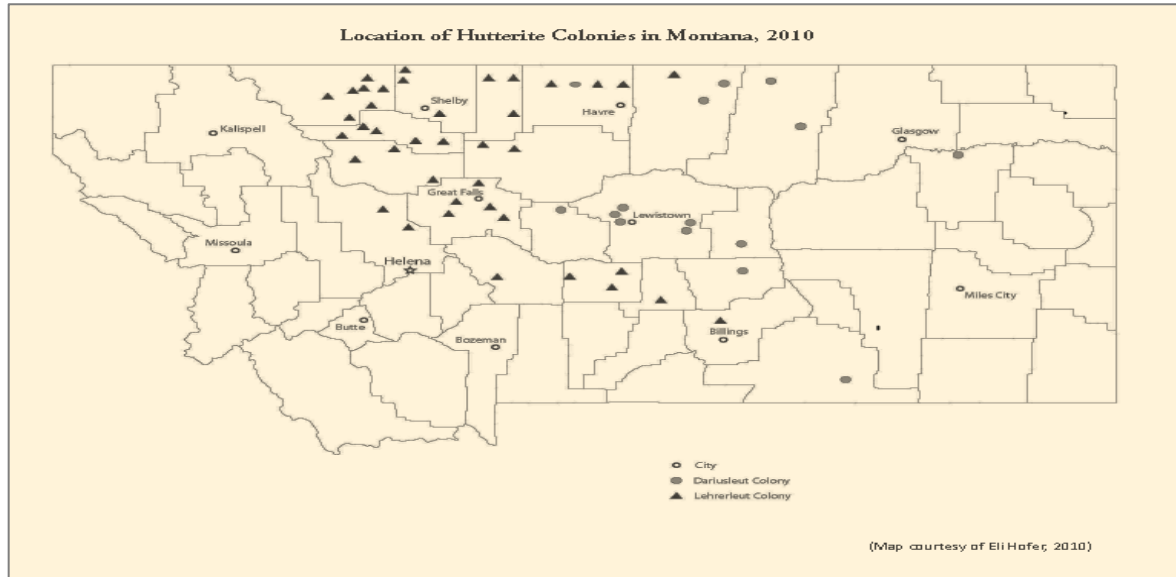 Location of Hutterite Colonies in Montana, 2010
Shelby
Havre
Kalispell
Glasgow
Great Falls
Lewistown
Missoula
Helena
Miles City
Butte
Billings
Bozeman
City
Dariusleut Colony
Lehrerleut Colony
(Map courtesy of Eli Hofer, 2010)